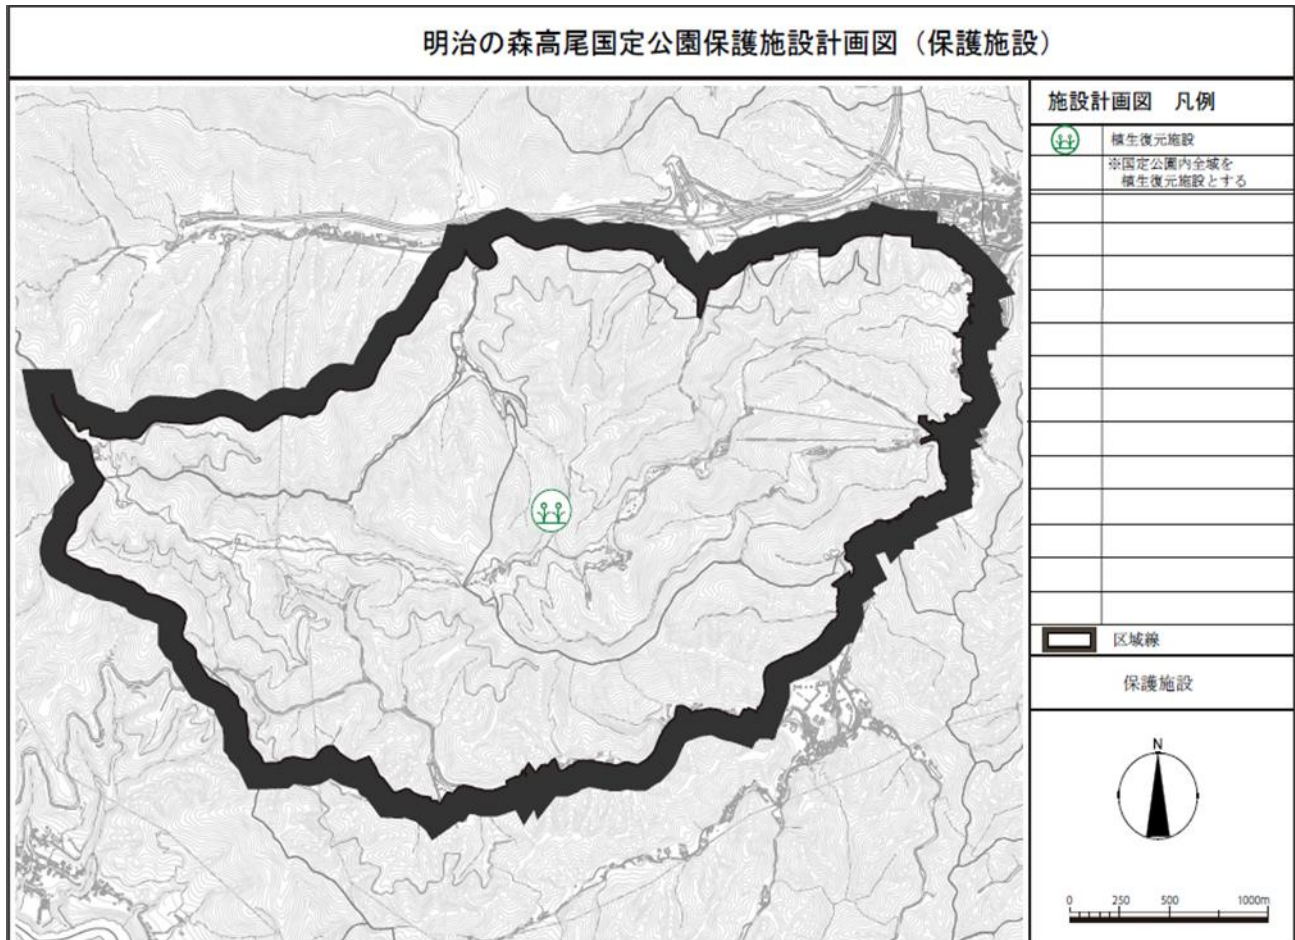 明治の森高尾国定公園保護施設計画図（保護施設）
施設計画図　凡例
植生復元施設
※国定公園内全域を
植生復元施設とする
区域線
保護施設
N
0 250 500 1000m